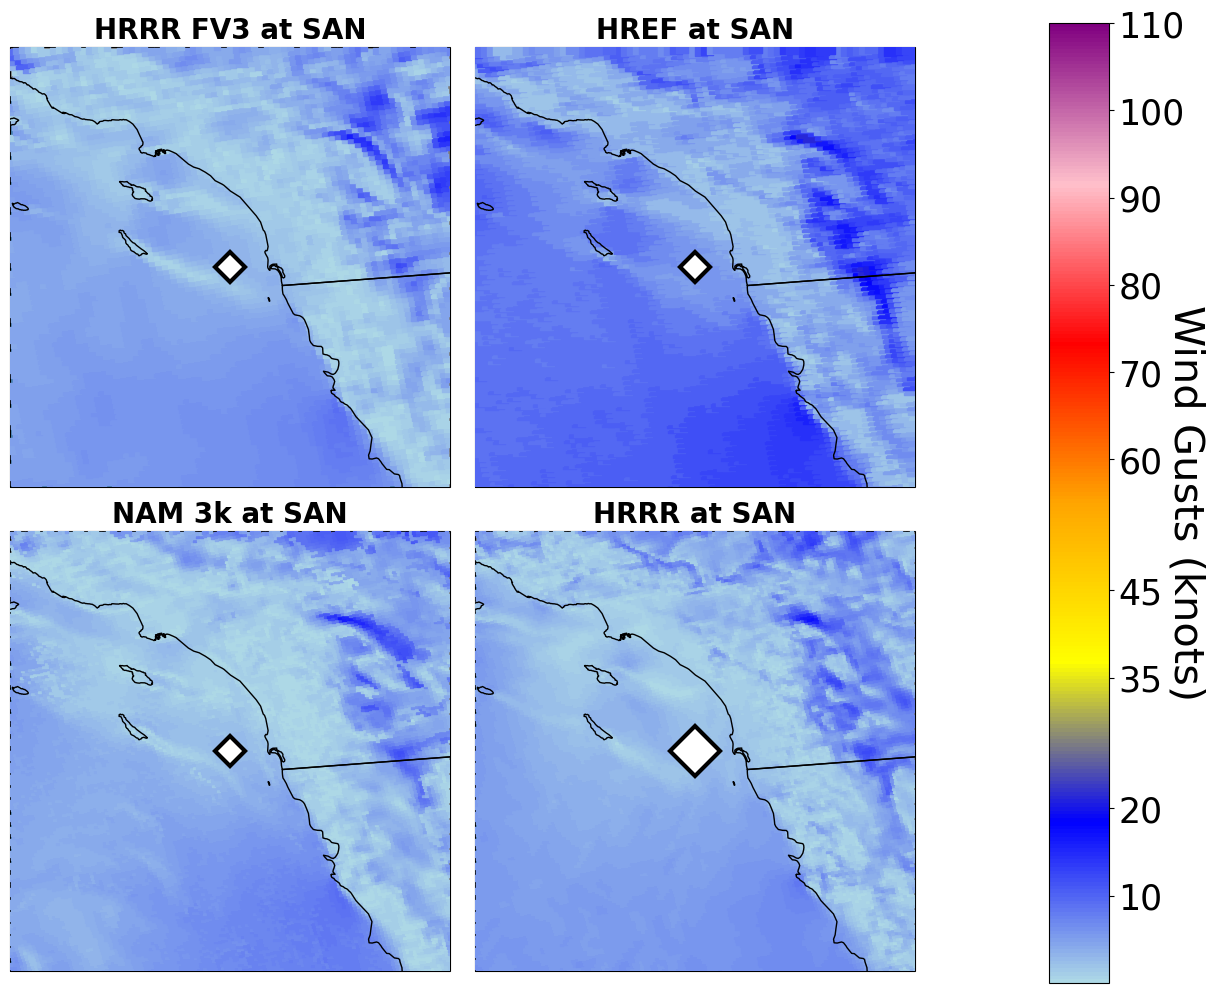 HRRR FV3 at SAN
HREF at SAN
NAM 3k at SAN
HRRR at SAN
110
100
90
80
70
60
45
35
20
10
Wind Gusts (knots)